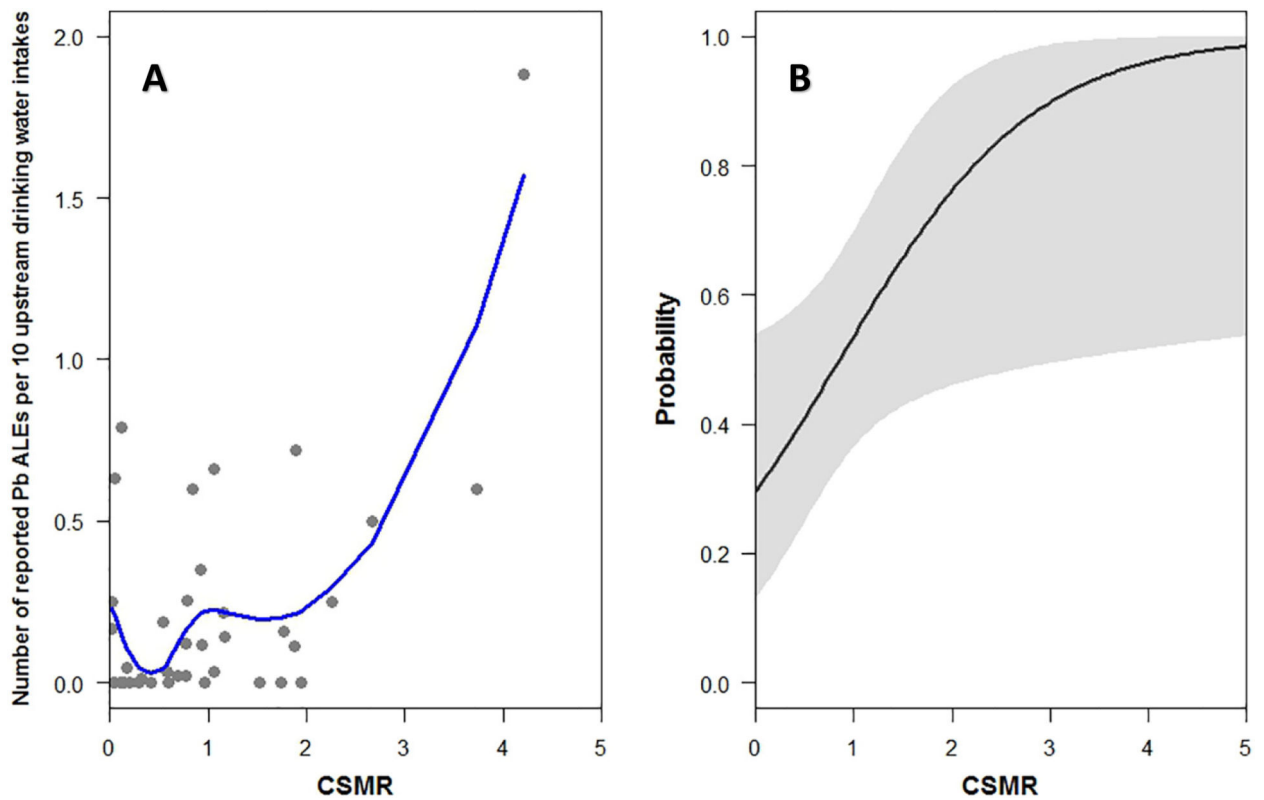 A
Number of reported Pb ALEs per 10 upstream drinking water intakes
2.0
1.5
1.0
0.5
0.0
0 1 2 3 4 5
CSMR
B
Probability
1.0
0.8
0.6
0.4
0.2
0.0
0 1 2 3 4 5
CSMR